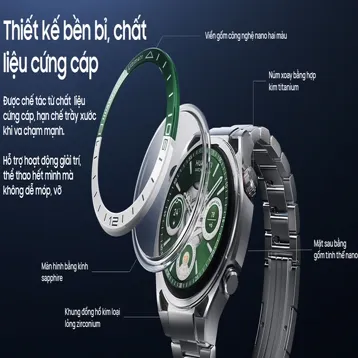 Thiết kế bền bỉ, chất
liệu cứng cáp
Được chế tác từ chất liệu
cứng cáp, hạn chế trầy xước
khi va chạm mạnh.
Hỗ trợ hoạt động giải trí,
thể thao hết mình mà
không dễ móp, vỡ
Viền gốm công nghệ nano hai màu
Núm xoay bằng hợp
kim titanium
Mặt sau bằng
gốm tinh thể nano
Màn hình bằng kính
sapphire
Khung đồng hồ kim loại
lỏng zirconium
12